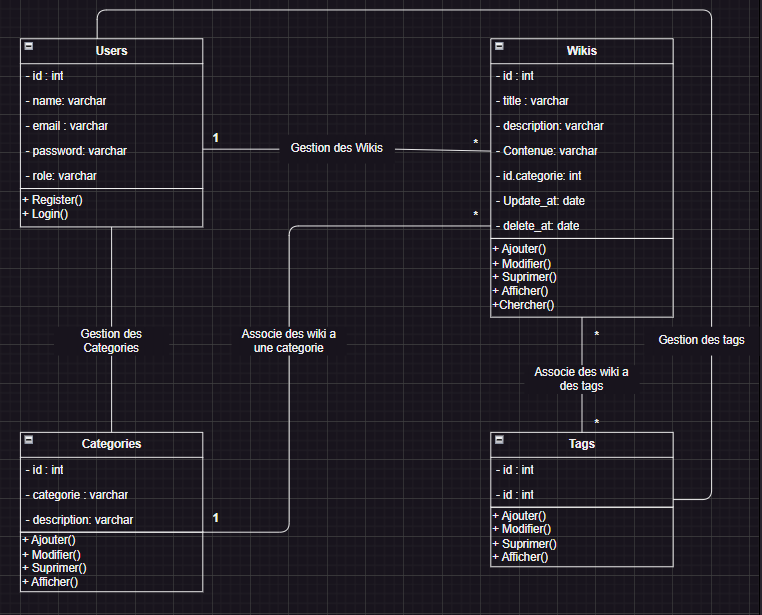 Users
- id : int
- name: varchar
- email : varchar
- password: varchar
- role: varchar
+ Register()
+ Login()
1
Gestion des Wikis
*
Wikis
- id : int
- title : varchar
- description: varchar
- Contenue: varchar
- id.categorie: int
- Update_at: date
- delete_at: date
+ Ajouter()
+ Modifier()
+ Suprimer()
+ Afficher()
+Chercher()
*
Gestion des
Categories
Associe des wiki a
une categorie
*
Associe des wiki a
des tags
*
Gestion des tags
Categories
- id : int
- categorie : varchar
- description: varchar
+ Ajouter()
+ Modifier()
+ Suprimer()
+ Afficher()
1
Tags
- id : int
- id : int
+ Ajouter()
+ Modifier()
+ Suprimer()
+ Afficher()